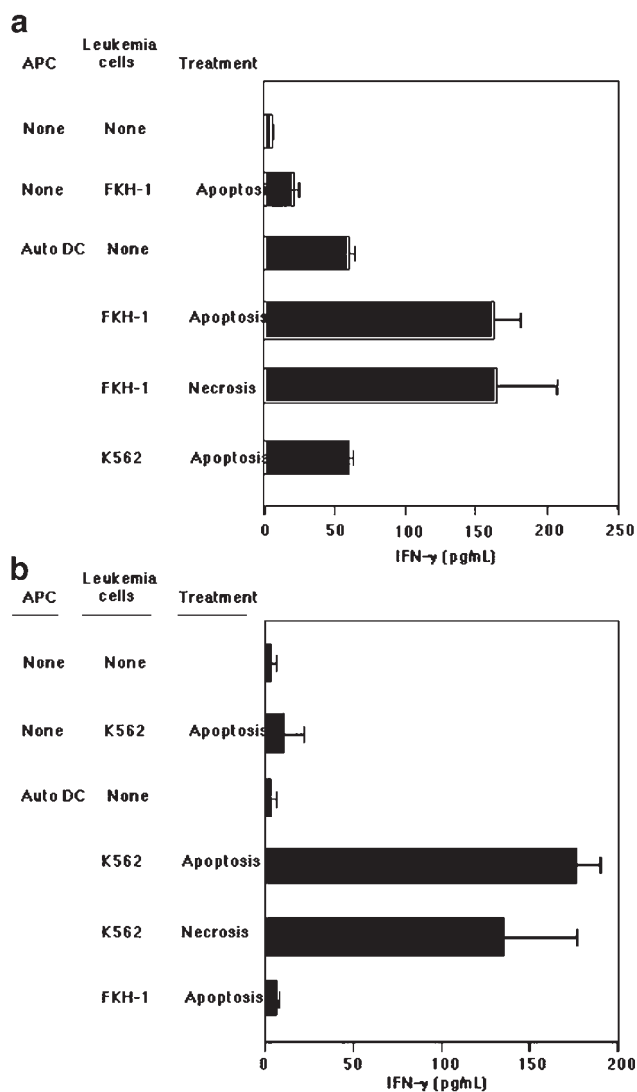 a
APC Leukemia cells Treatment
None None
None FKH-1 Apoptosis
Auto DC None
FKH-1 Apoptosis
FKH-1 Necrosis
K562 Apoptosis
0 50 100 150 200 250
IFN-γ (pg/mL)
b
APC Leukemia cells Treatment
None None
None K562 Apoptosis
Auto DC None
K562 Apoptosis
K562 Necrosis
FKH-1 Apoptosis
0 50 100 150 200
IFN-γ (pg/mL)